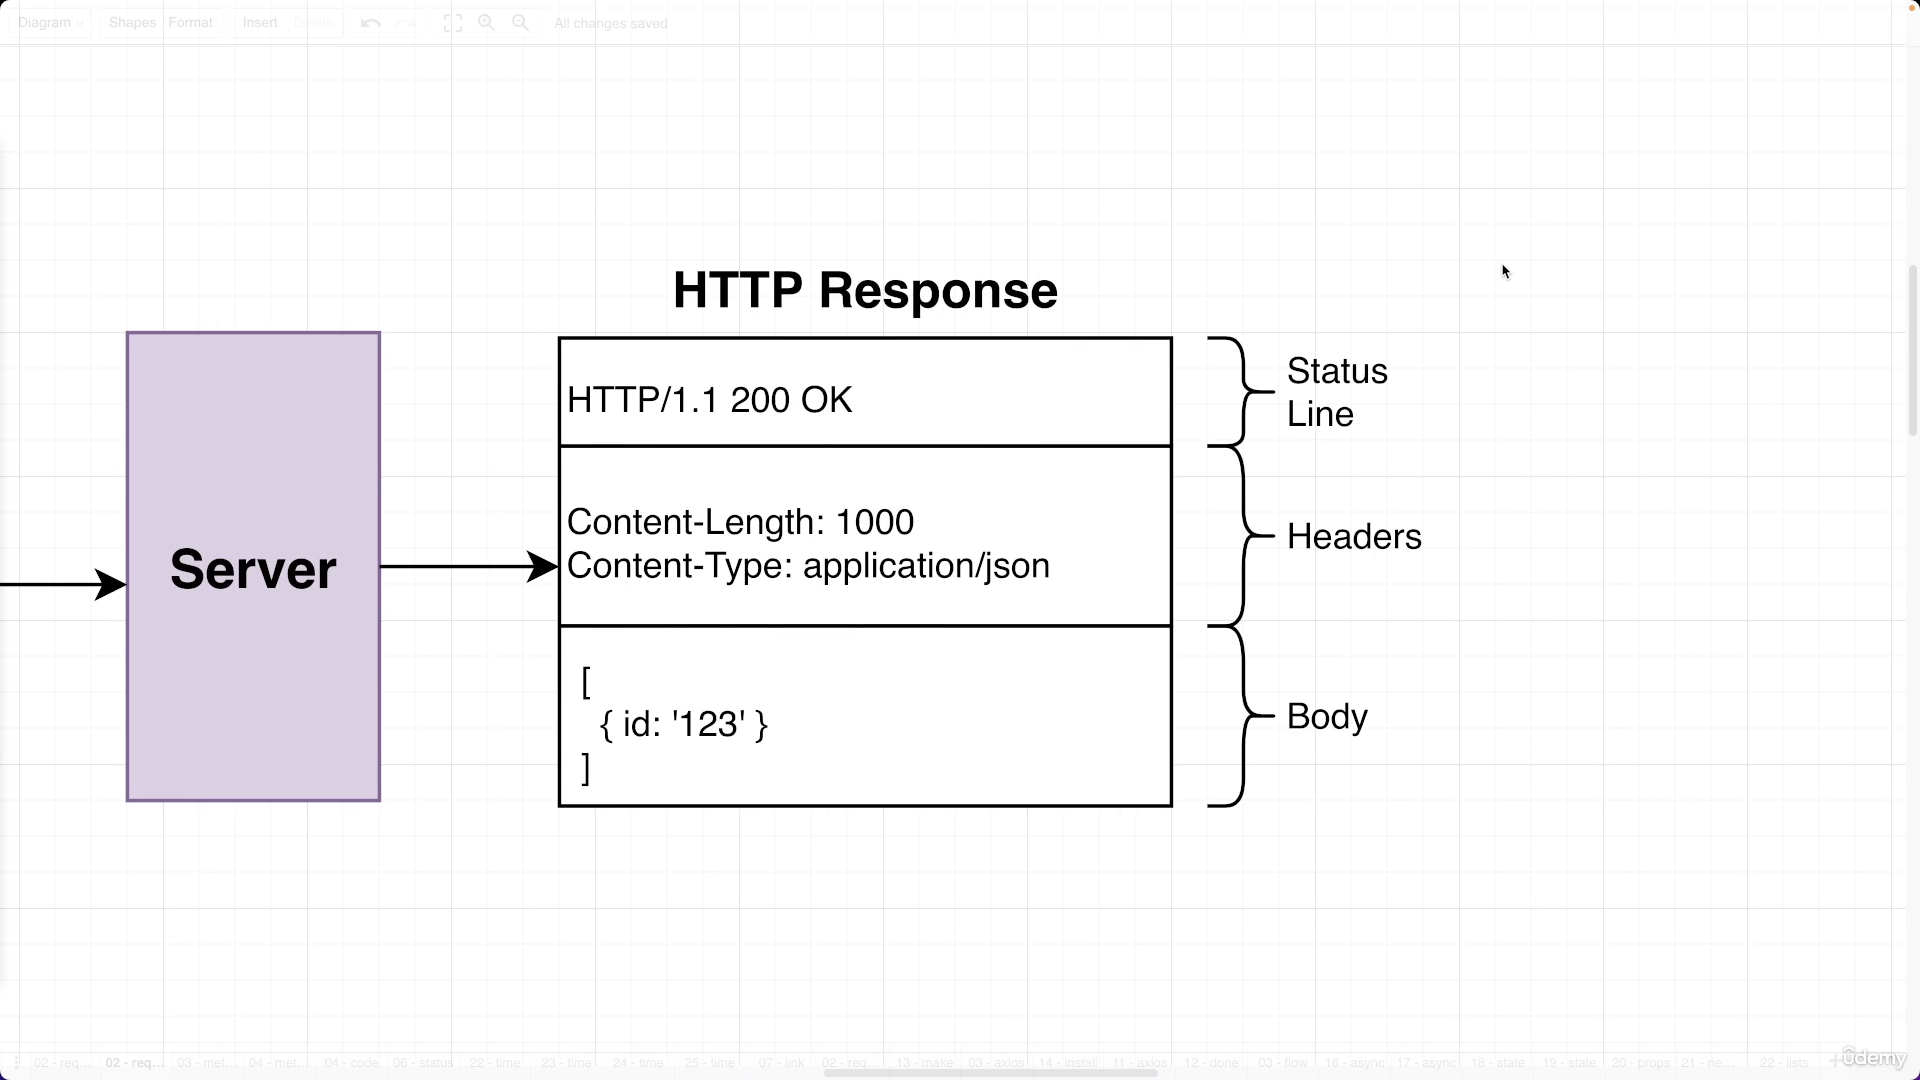 Diagram
Shapes
Format
Insert
Delete
All changes saved
HTTP Response
HTTP/1.1 200 OK
Status
Line
Server
Content-Length: 1000
Content-Type: application/json
Headers
[
{ id: '123' }
]
Body
02 - req...
02 - req...
03 - met...
04 - met...
04 - code
06 - status
22 - time
23 - time
24 - time
25 - time
07 - link
02 - req...
13 - make
03 - axios
14 - install
11 - axios
12 - done
03 - flow
16 - async
17 - async
18 - state
19 - state
20 - props
21 - ne...
22 - lists
ûdemy